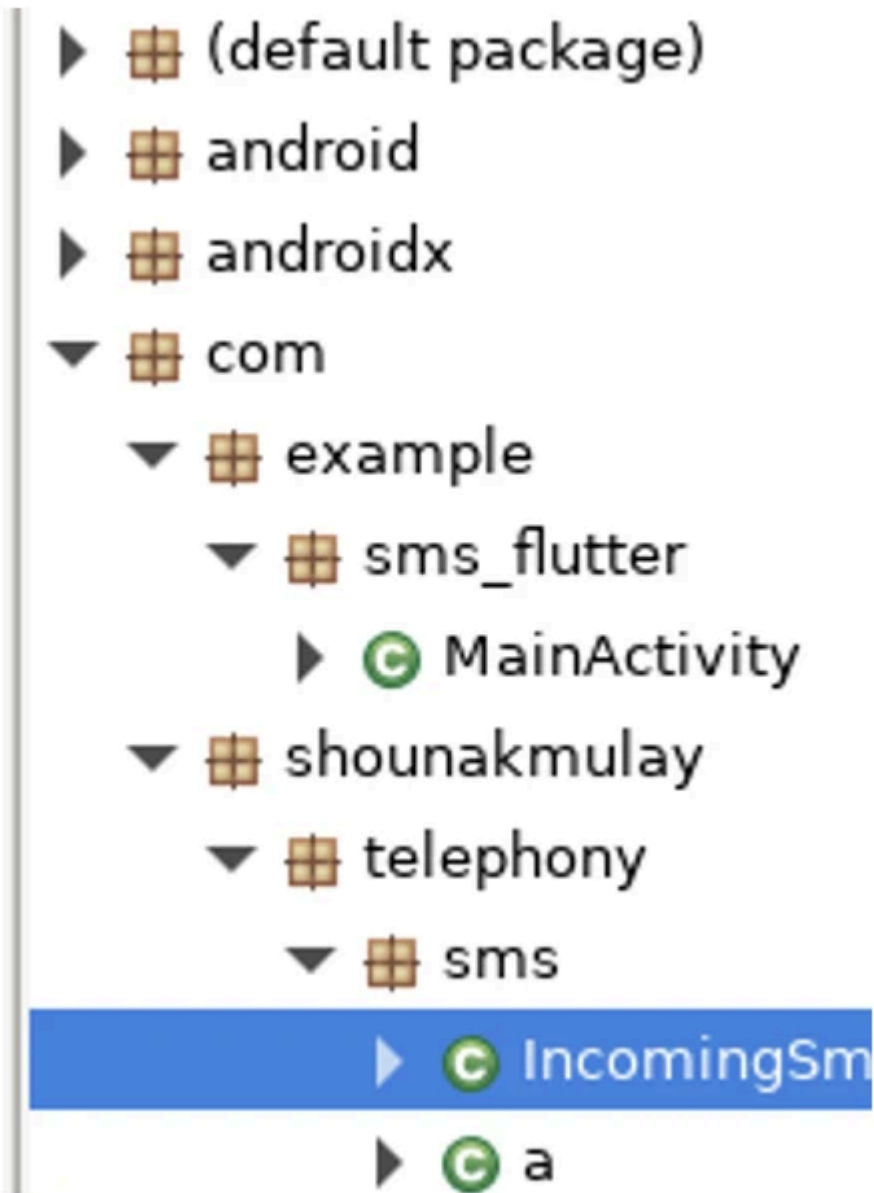 (default package)
android
androidx
com
example
sms_flutter
MainActivity
shounakmulay
telephony
sms
IncomingSm
a